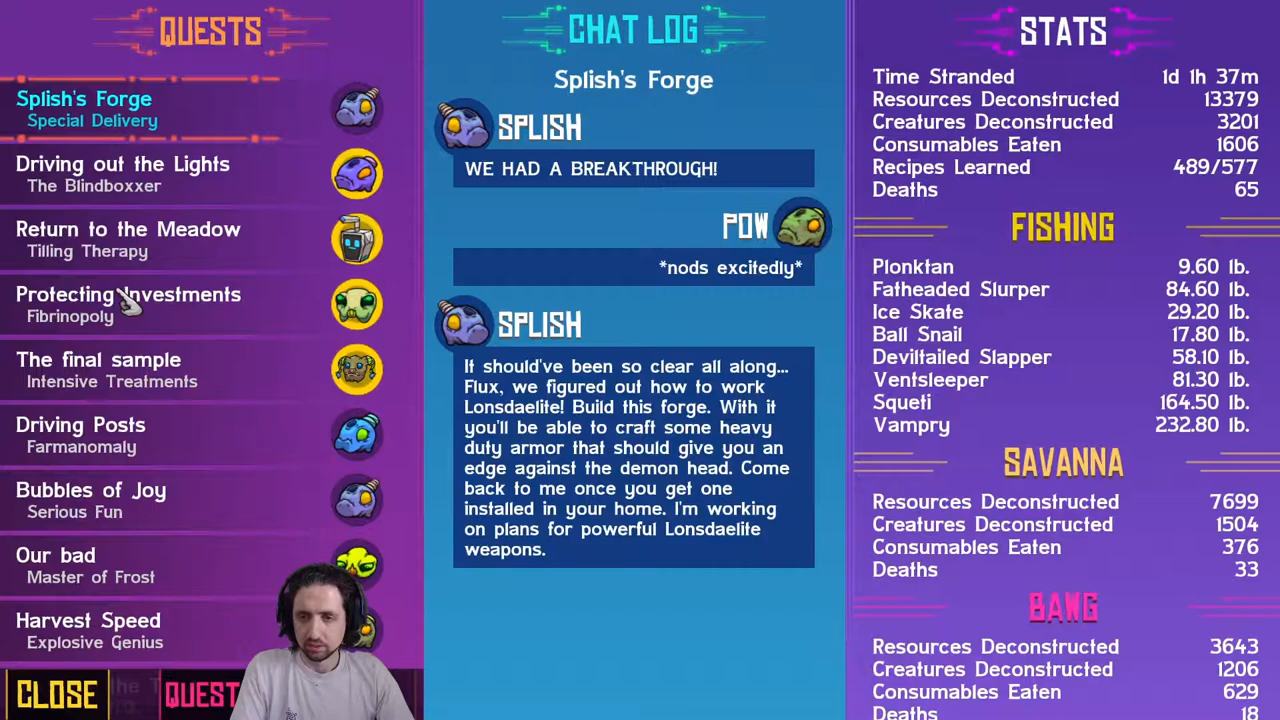 QUESTS
Splish's Forge
Special Delivery
Driving out the Lights
The Blindboxxer
Return to the Meadow
Tilling Therapy
Protecting Investments
Fibrinopoly
The final sample
Intensive Treatments
Driving Posts
Farmanomaly
Bubbles of Joy
Serious Fun
Our bad
Master of Frost
Harvest Speed
Explosive Genius
CLOSE
QUEST
CHAT LOG
Splish's Forge
SPLISH
WE HAD A BREAKTHROUGH!
POW
*nods excitedly*
SPLISH
It should've been so clear all along...
Flux, we figured out how to work
Lonsdaelite! Build this forge. With it
you'll be able to craft some heavy
duty armor that should give you an
edge against the demon head. Come
back to me once you get one
installed in your home. I'm working
on plans for powerful Lonsdaelite
weapons.
STATS
Time Stranded 1d 1h 37m
Resources Deconstructed 13379
Creatures Deconstructed 3201
Consumables Eaten 1606
Recipes Learned 489/577
Deaths 65
FISHING
Plonktan 9.60 lb.
Fatheaded Slurper 84.60 lb.
Ice Skate 29.20 lb.
Ball Snail 17.80 lb.
Deviltailed Slapper 58.10 lb.
Ventsleeper 81.30 lb.
Squeti 164.50 lb.
Vampry 232.80 lb.
SAVANNA
Resources Deconstructed 7699
Creatures Deconstructed 1504
Consumables Eaten 376
Deaths 33
BAWG
Resources Deconstructed 3643
Creatures Deconstructed 1206
Consumables Eaten 629
Deaths 18